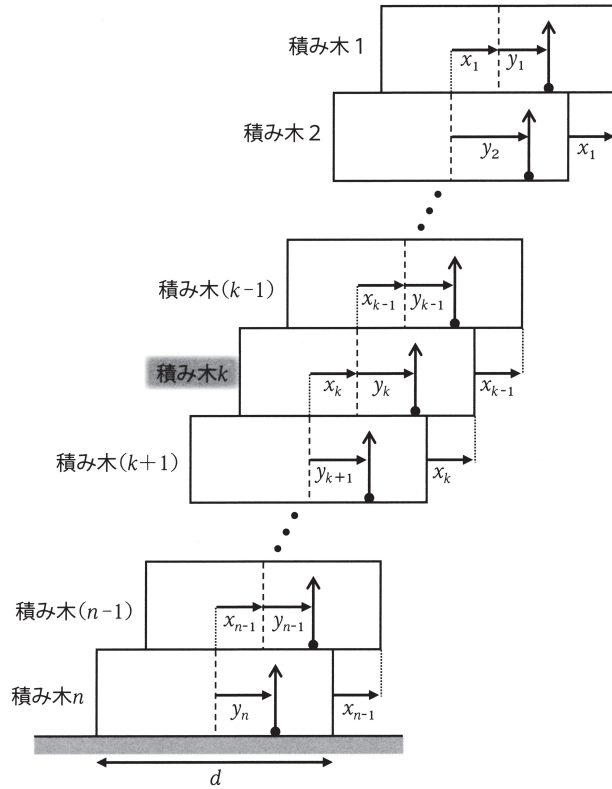 積み木1
x₁ y₁
積み木2
y₂ x₁
積み木(k-1)
xₖ₋₁ yₖ₋₁
積み木k
xₖ yₖ xₖ₋₁
積み木(k+1)
yₖ₊₁ xₖ
積み木(n-1)
xₙ₋₁ yₙ₋₁
積み木n
yₙ xₙ₋₁
d